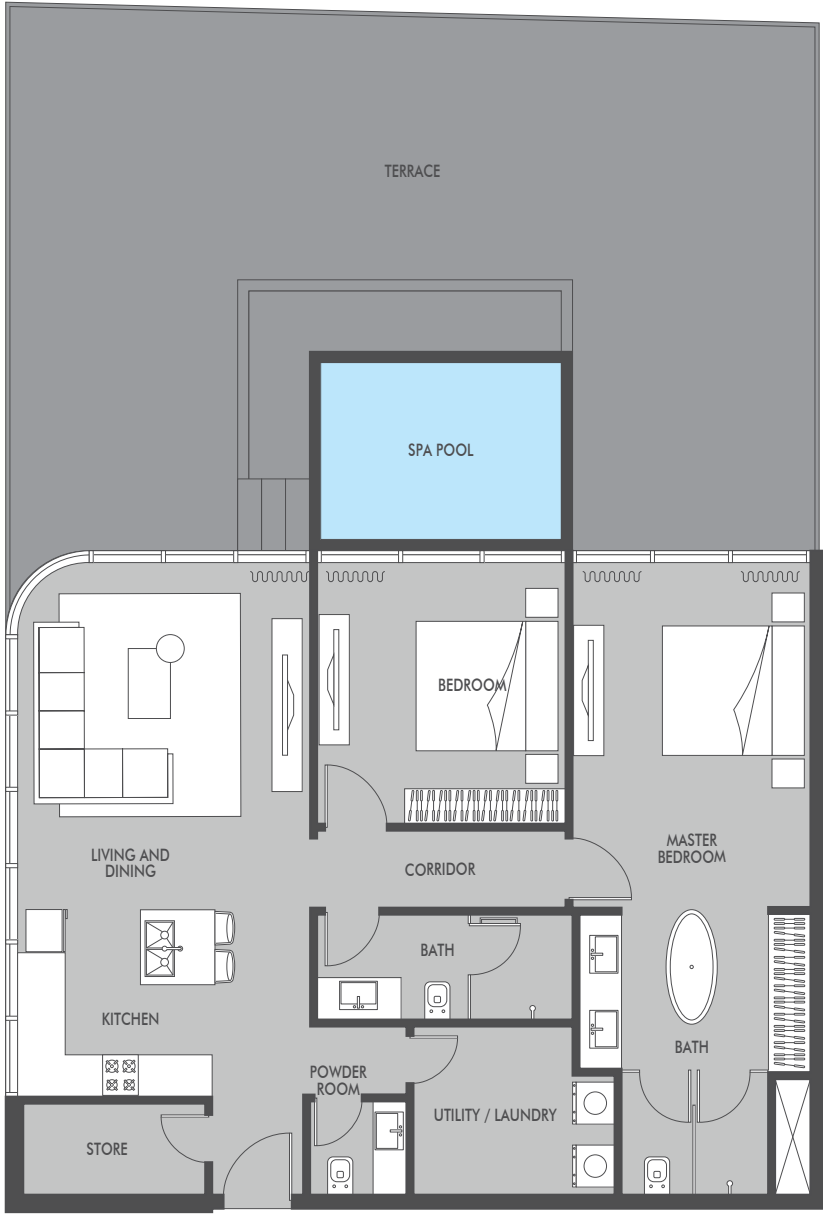 TERRACE
SPA POOL
BEDROOM
LIVING AND
DINING
CORRIDOR
MASTER
BEDROOM
BATH
KITCHEN
BATH
POWDER
ROOM
UTILITY / LAUNDRY
STORE